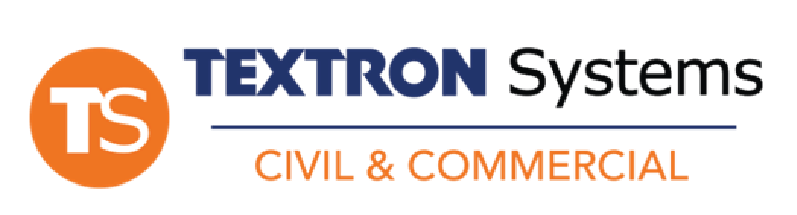 TS
TEXTRON Systems
CIVIL & COMMERCIAL